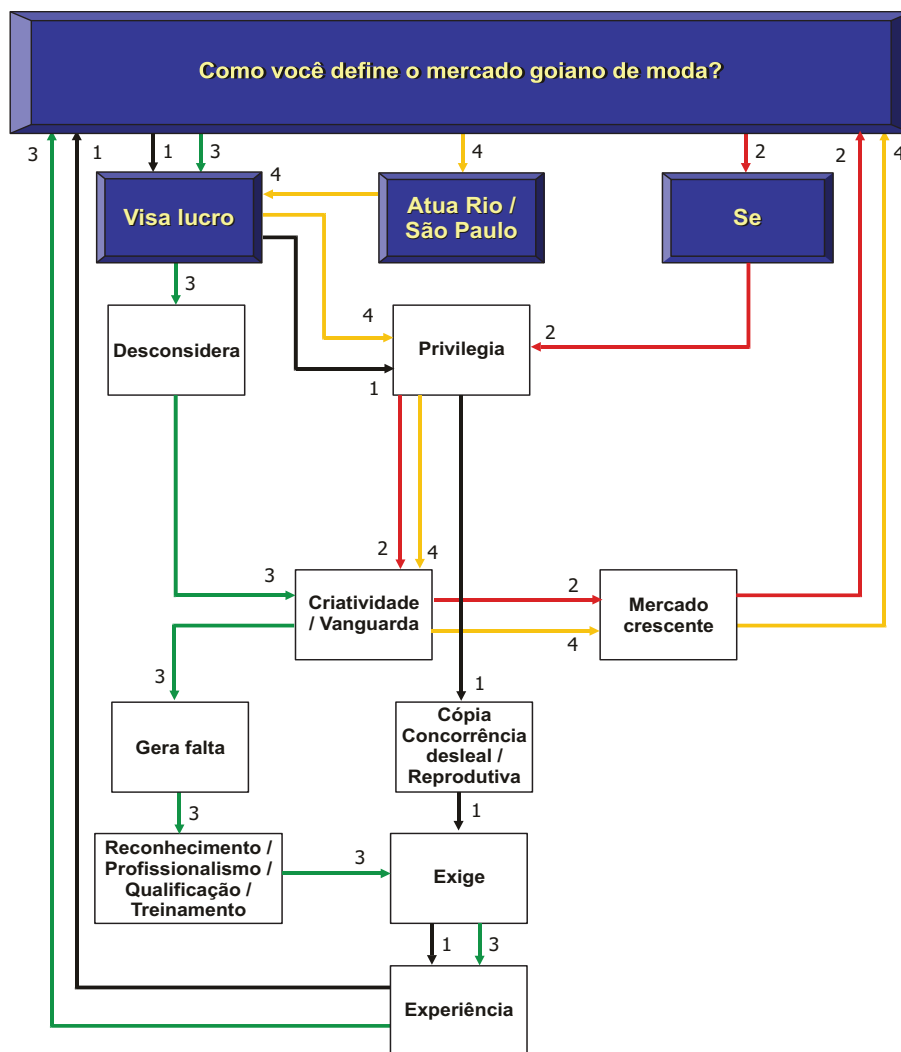 Como você define o mercado goiano de moda?
3
1
1
3
4
2
2
4
4
Visa lucro
Atua Rio /
São Paulo
Se
3
4
2
Desconsidera
Privilegia
1
2
4
3
2
Criatividade
/ Vanguarda
Mercado
crescente
4
3
1
Gera falta
Cópia
Concorrência
desleal /
Reprodutiva
3
1
Reconhecimento /
Profissionalismo /
Qualificação /
Treinamento
3
Exige
1
3
Experiência